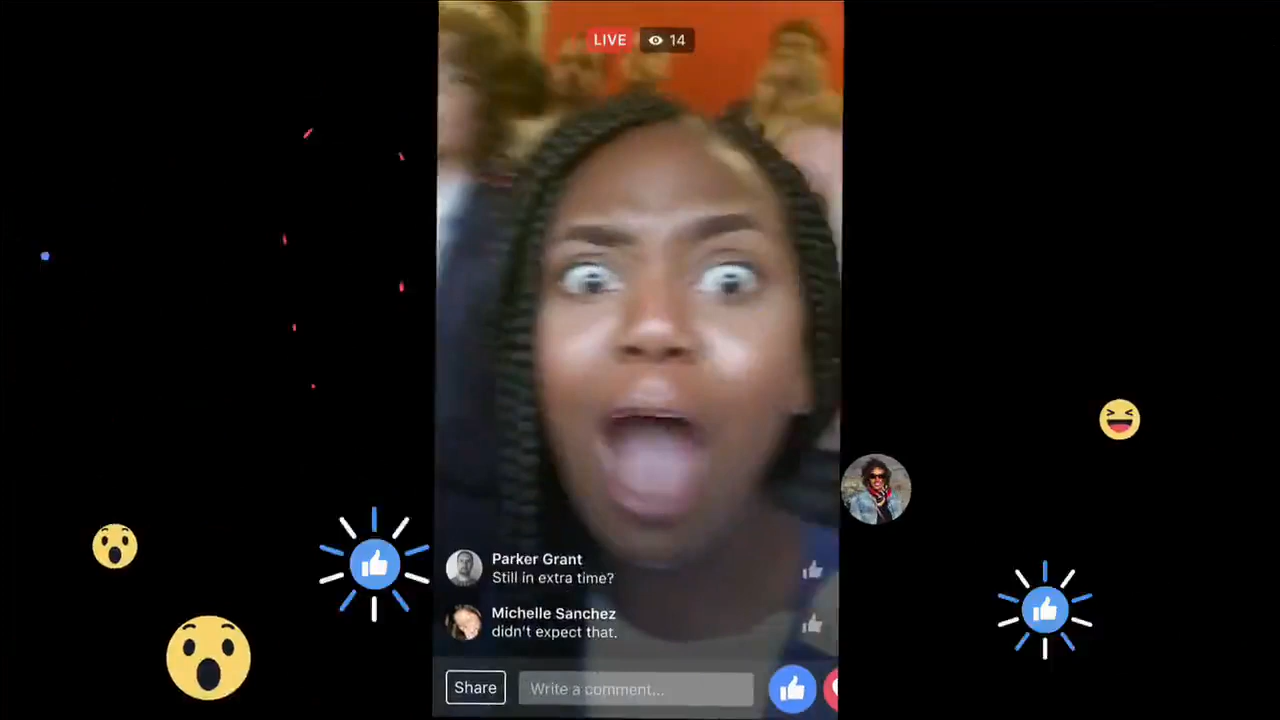 LIVE 14
Parker Grant
Still in extra time?
Michelle Sanchez
didn't expect that.
Share Write a comment...